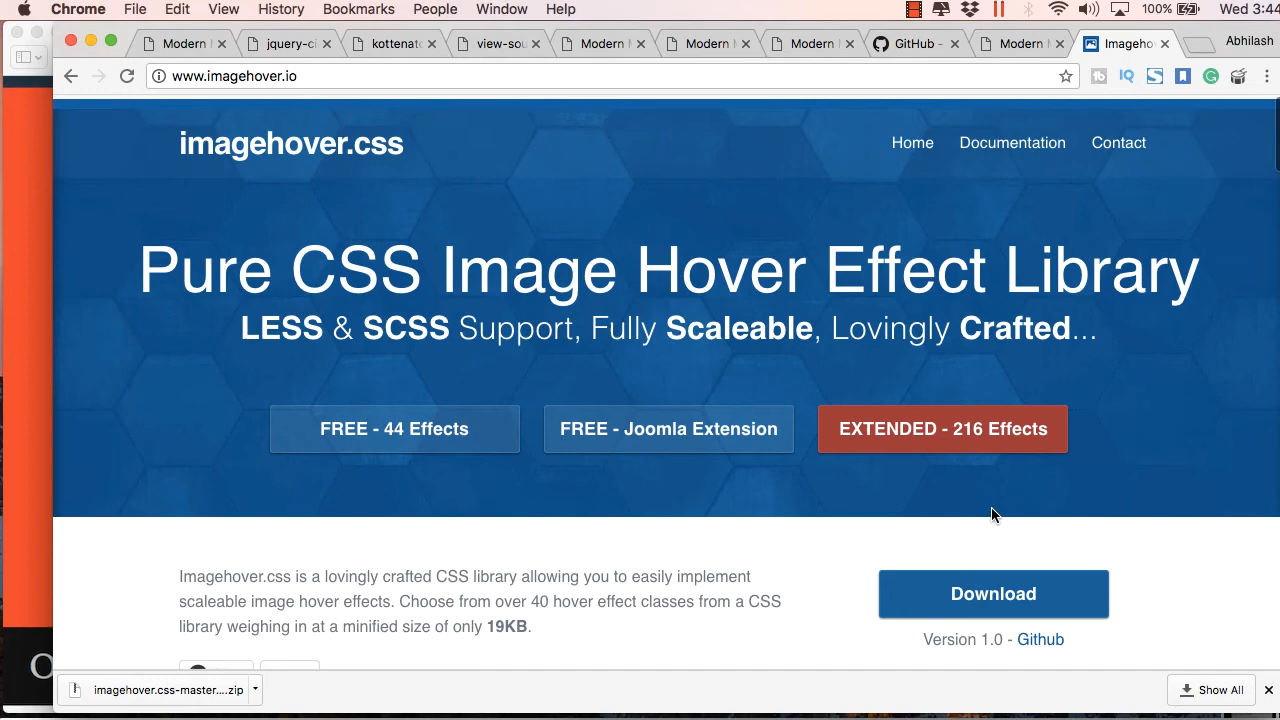 Chrome File Edit View History Bookmarks People Window Help 100% Wed 3:44
Modern jquery-ci kottenato view-sou Modern Modern Modern GitHub - Modern Imageho Abhilash
www.imagehover.io
imagehover.css Home Documentation Contact
Pure CSS Image Hover Effect Library
LESS & SCSS Support, Fully Scaleable, Lovingly Crafted...
FREE - 44 Effects FREE - Joomla Extension EXTENDED - 216 Effects
Imagehover.css is a lovingly crafted CSS library allowing you to easily implement
scaleable image hover effects. Choose from over 40 hover effect classes from a CSS
library weighing in at a minified size of only 19KB.
Download
Version 1.0 - Github
imagehover.css-master....zip Show All